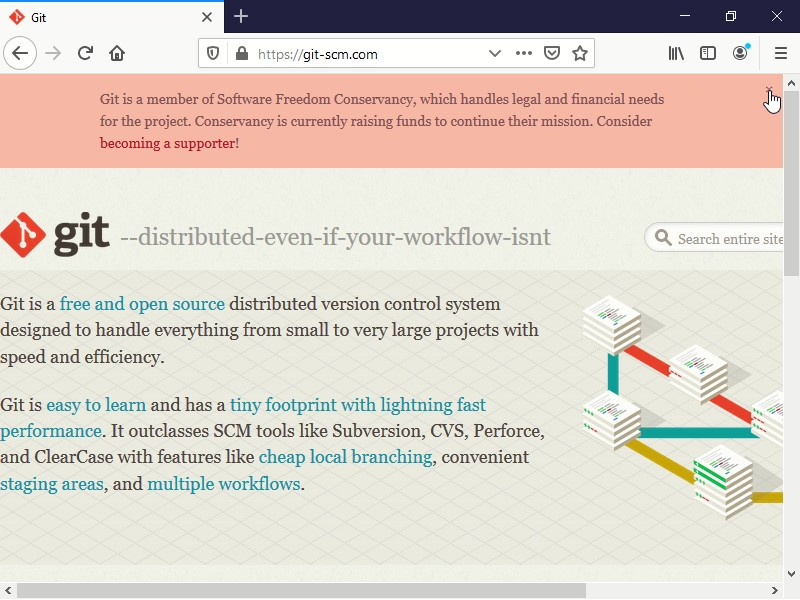 Git
https://git-scm.com
Git is a member of Software Freedom Conservancy, which handles legal and financial needs
for the project. Conservancy is currently raising funds to continue their mission. Consider
becoming a supporter!
git --distributed-even-if-your-workflow-isnt
Search entire site
Git is a free and open source distributed version control system
designed to handle everything from small to very large projects with
speed and efficiency.
Git is easy to learn and has a tiny footprint with lightning fast
performance. It outclasses SCM tools like Subversion, CVS, Perforce,
and ClearCase with features like cheap local branching, convenient
staging areas, and multiple workflows.